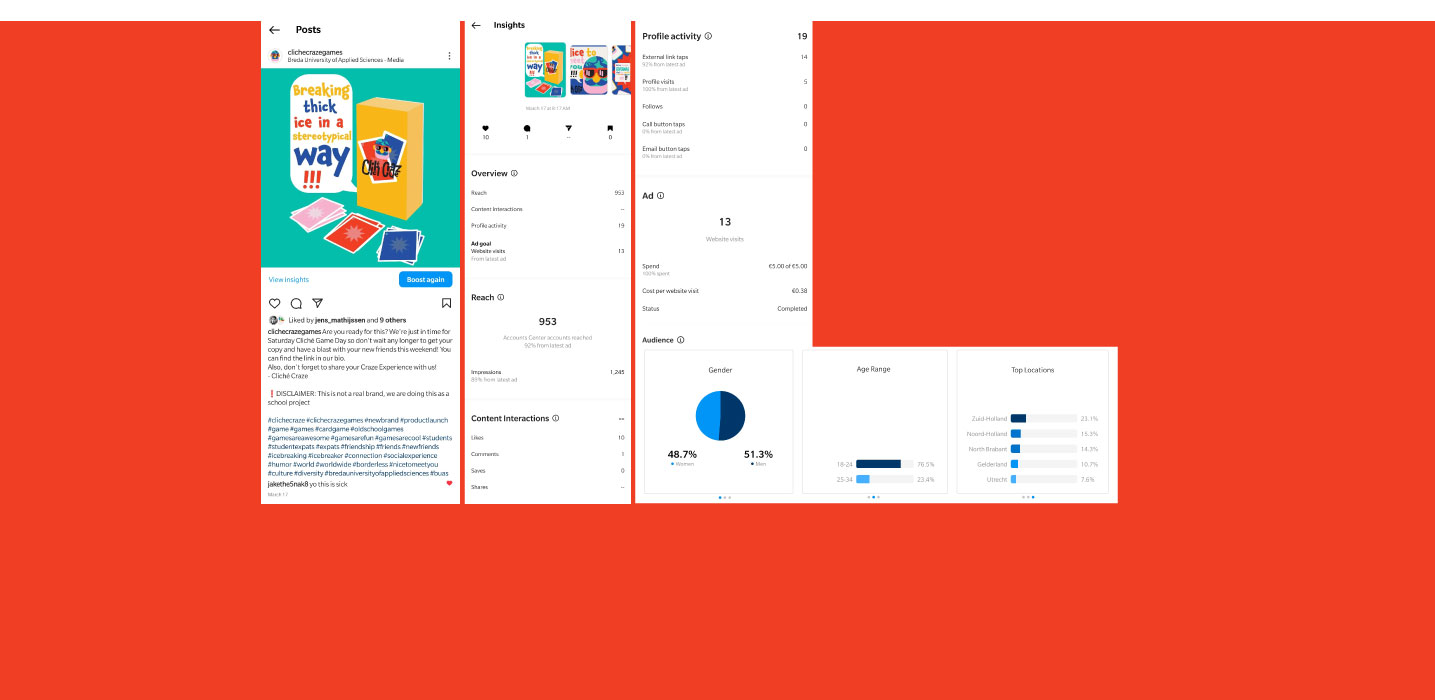 Posts
clichecrazegames
Breda University of Applied Sciences - Media
Breaking
thick
ice in a
stereotypical
way
!!!
View insights
Boost again
Liked by jens_mathijssen and 9 others
clichecrazegames Are you ready for this? We're just in time for
Saturday Cliché Game Day so don't wait any longer to get your
copy and have a blast with your new friends this weekend! You
can find the link in our bio.
Also, don't forget to share your Craze Experience with us!
- Cliché Craze
❗ DISCLAIMER: This is not a real brand, we are doing this as a
school project
#clichecraze #clichecrazegames #newbrand #productlaunch
#game #games #cardgame #oldschoolgames
#gamesareawesome #gamesarefun #gamesarecool #students
#studentexpats #expats #friendship #friends #newfriends
#icebreaking #icebreaker #connection #socialexperience
#humor #world #worldwide #borderless #nicetomeetyou
#culture #diversity #bredauniversityofappliedsciences #buas
jaketheSnak8 yo this is sick
March 17
Insights
Breaking
thick
ice in a
stereotypical
way
!!!
March 17 at 8:17 AM
10
1
--
0
Overview
Reach 953
Content Interactions --
Profile activity 19
Ad goal
Website visits 13
From latest ad
Reach
953
Accounts Center accounts reached
92% from latest ad
Impressions 1,245
89% from latest ad
Content Interactions --
Likes 10
Comments 1
Saves 0
Shares --
Profile activity 19
External link taps 14
92% from latest ad
Profile visits 5
100% from latest ad
Follows 0
Call button taps 0
0% from latest ad
Email button taps 0
0% from latest ad
Ad
13
Website visits
Spend €5.00 of €5.00
100% spent
Cost per website visit €0.38
Status Completed
Audience
Gender
48.7% 51.3%
Women Men
Age Range
18-24 76.5%
25-34 23.4%
Top Locations
Zuid-Holland 23.1%
Noord-Holland 15.3%
North Brabant 14.3%
Gelderland 10.7%
Utrecht 7.6%